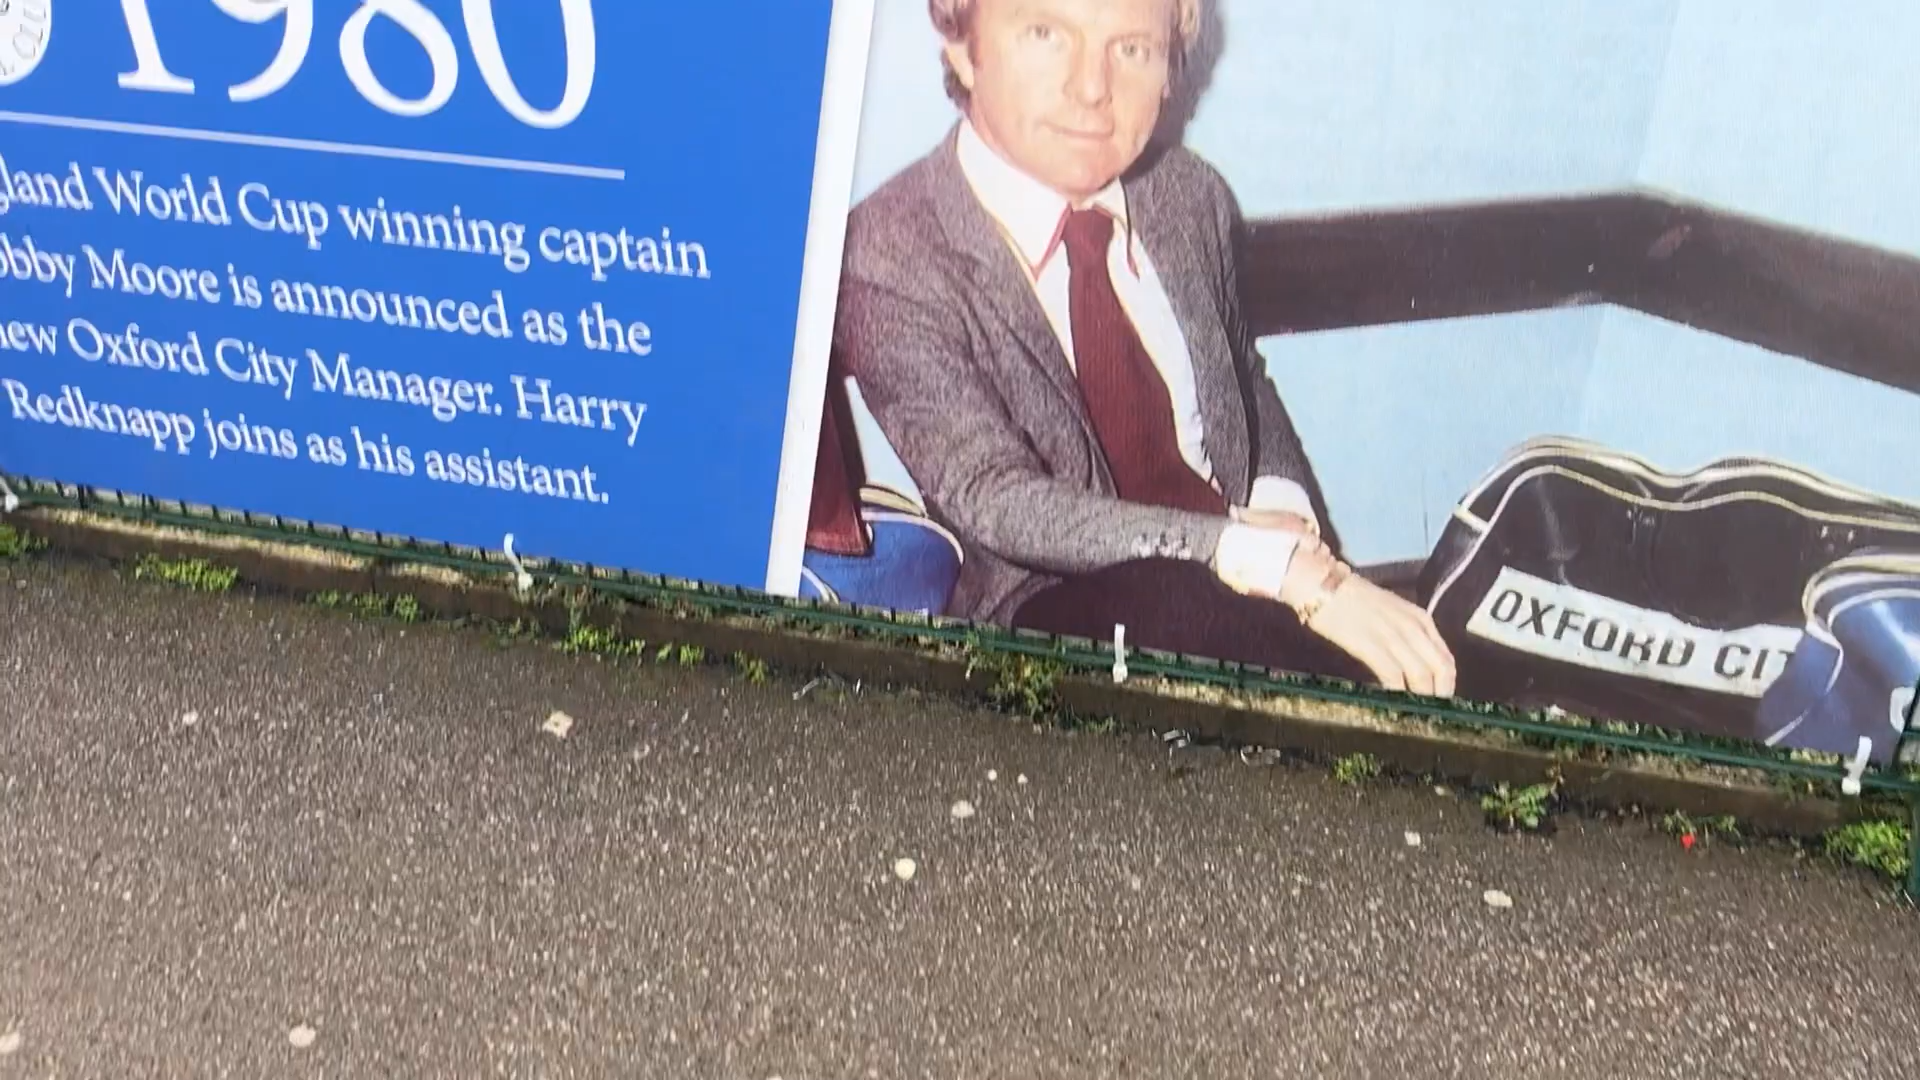 1980
gland World Cup winning captain
obby Moore is announced as the
new Oxford City Manager. Harry
Redknapp joins as his assistant.
OXFORD CIT